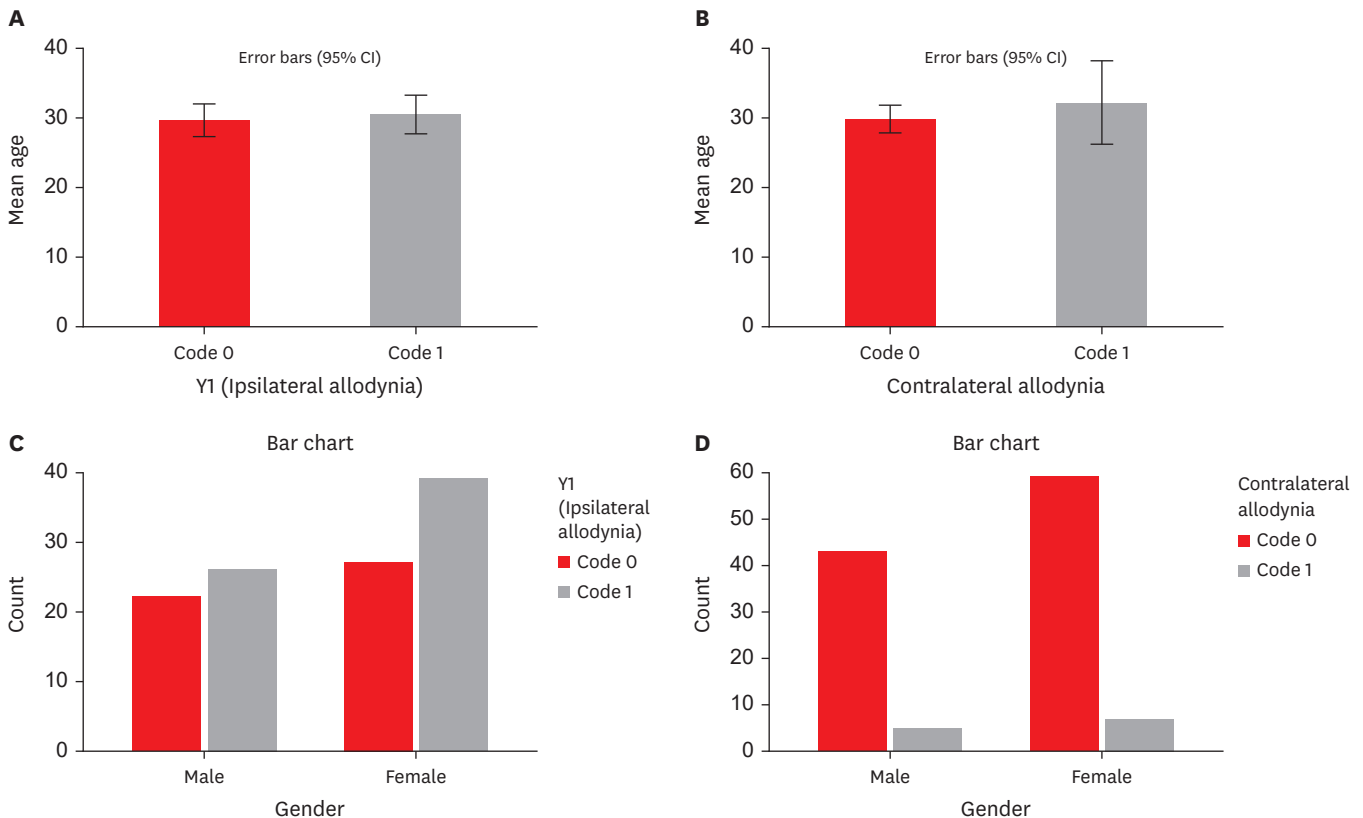 A
Error bars (95% CI)
Mean age
40
30
20
10
0
Code 0
Code 1
Y1 (Ipsilateral allodynia)
B
Error bars (95% CI)
Mean age
40
30
20
10
0
Code 0
Code 1
Contralateral allodynia
C
Bar chart
Count
40
30
20
10
0
Male
Female
Gender
Y1
(Ipsilateral
allodynia)
Code 0
Code 1
D
Bar chart
Count
60
50
40
30
20
10
0
Male
Female
Gender
Contralateral
allodynia
Code 0
Code 1